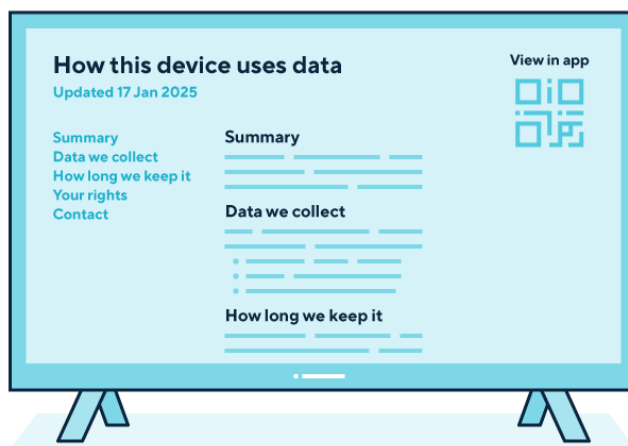 How this device uses data
Updated 17 Jan 2025
View in app
Summary
Data we collect
How long we keep it
Your rights
Contact
Summary
Data we collect
How long we keep it